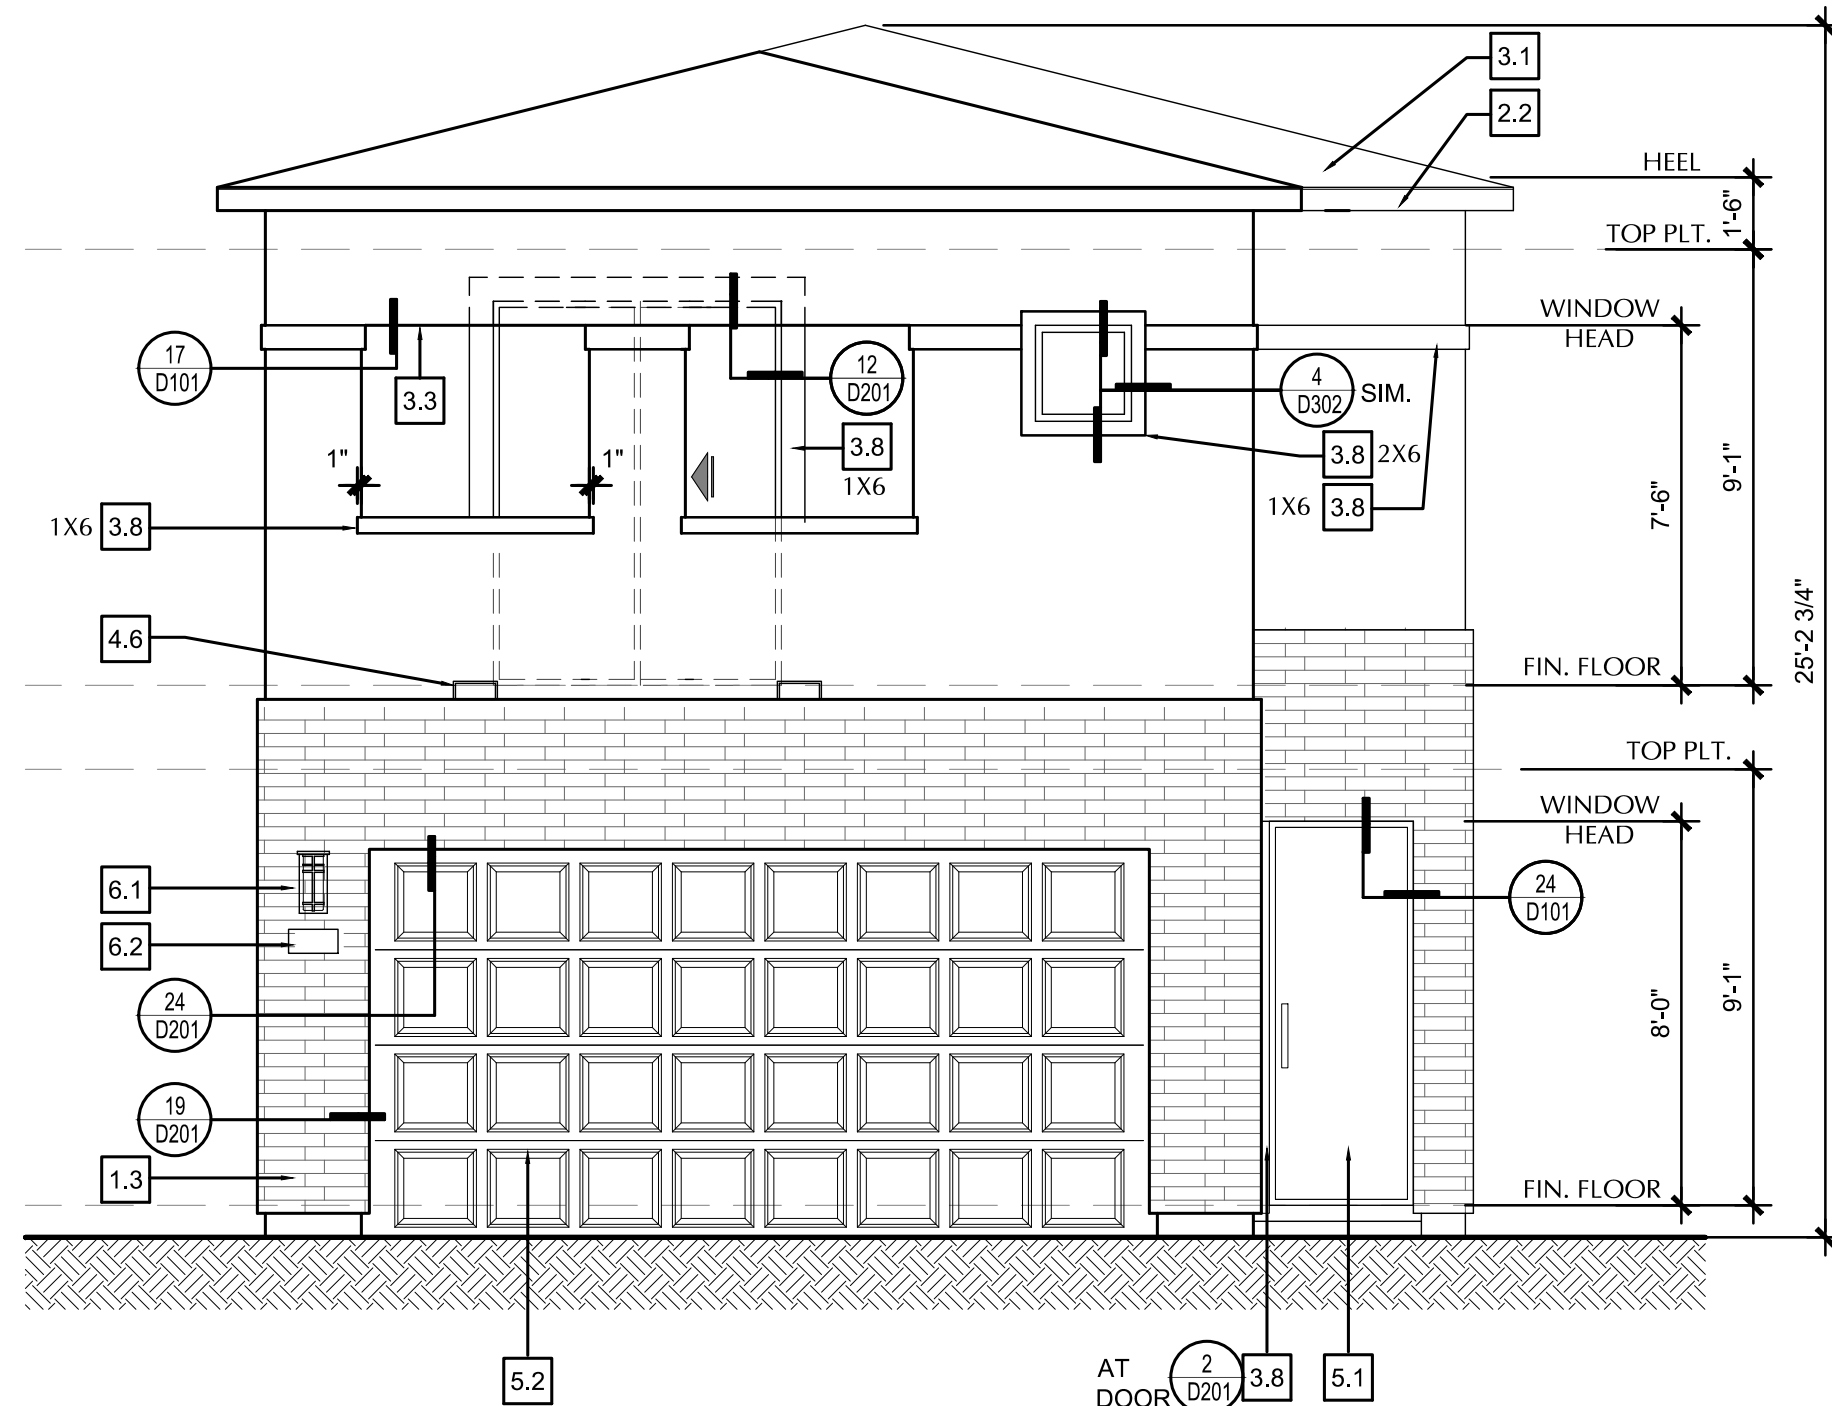 3.1
2.2
HEEL
1'-6"
TOP PLT.
WINDOW
HEAD
17
D101
3.3
12
D201
4
D302
SIM.
3.8
1X6
3.8 2X6
1X6 3.8
1"
1"
1X6 3.8
7'-6"
9'-1"
25'-2 3/4"
4.6
FIN. FLOOR
TOP PLT.
WINDOW
HEAD
6.1
6.2
24
D101
24
D201
8'-0"
9'-1"
19
D201
1.3
FIN. FLOOR
5.2
AT
DOOR
2
D201
3.8
5.1